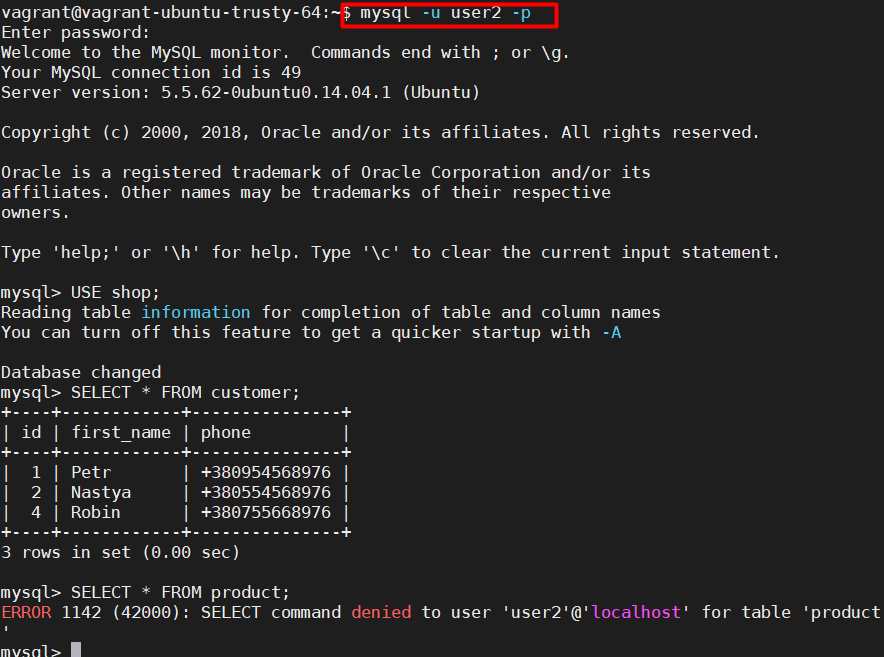 vagrant@vagrant-ubuntu-trusty-64:~$ mysql -u user2 -p
Enter password:
Welcome to the MySQL monitor.  Commands end with ; or \g.
Your MySQL connection id is 49
Server version: 5.5.62-0ubuntu0.14.04.1 (Ubuntu)

Copyright (c) 2000, 2018, Oracle and/or its affiliates. All rights reserved.

Oracle is a registered trademark of Oracle Corporation and/or its
affiliates. Other names may be trademarks of their respective
owners.

Type 'help;' or '\h' for help. Type '\c' to clear the current input statement.

mysql> USE shop;
Reading table information for completion of table and column names
You can turn off this feature to get a quicker startup with -A

Database changed
mysql> SELECT * FROM customer;
+----+------------+---------------+
| id | first_name | phone         |
+----+------------+---------------+
|  1 | Petr       | +380954568976 |
|  2 | Nastya     | +380554568976 |
|  4 | Robin      | +380755668976 |
+----+------------+---------------+
3 rows in set (0.00 sec)

mysql> SELECT * FROM product;
ERROR 1142 (42000): SELECT command denied to user 'user2'@'localhost' for table 'product
'
mysql>